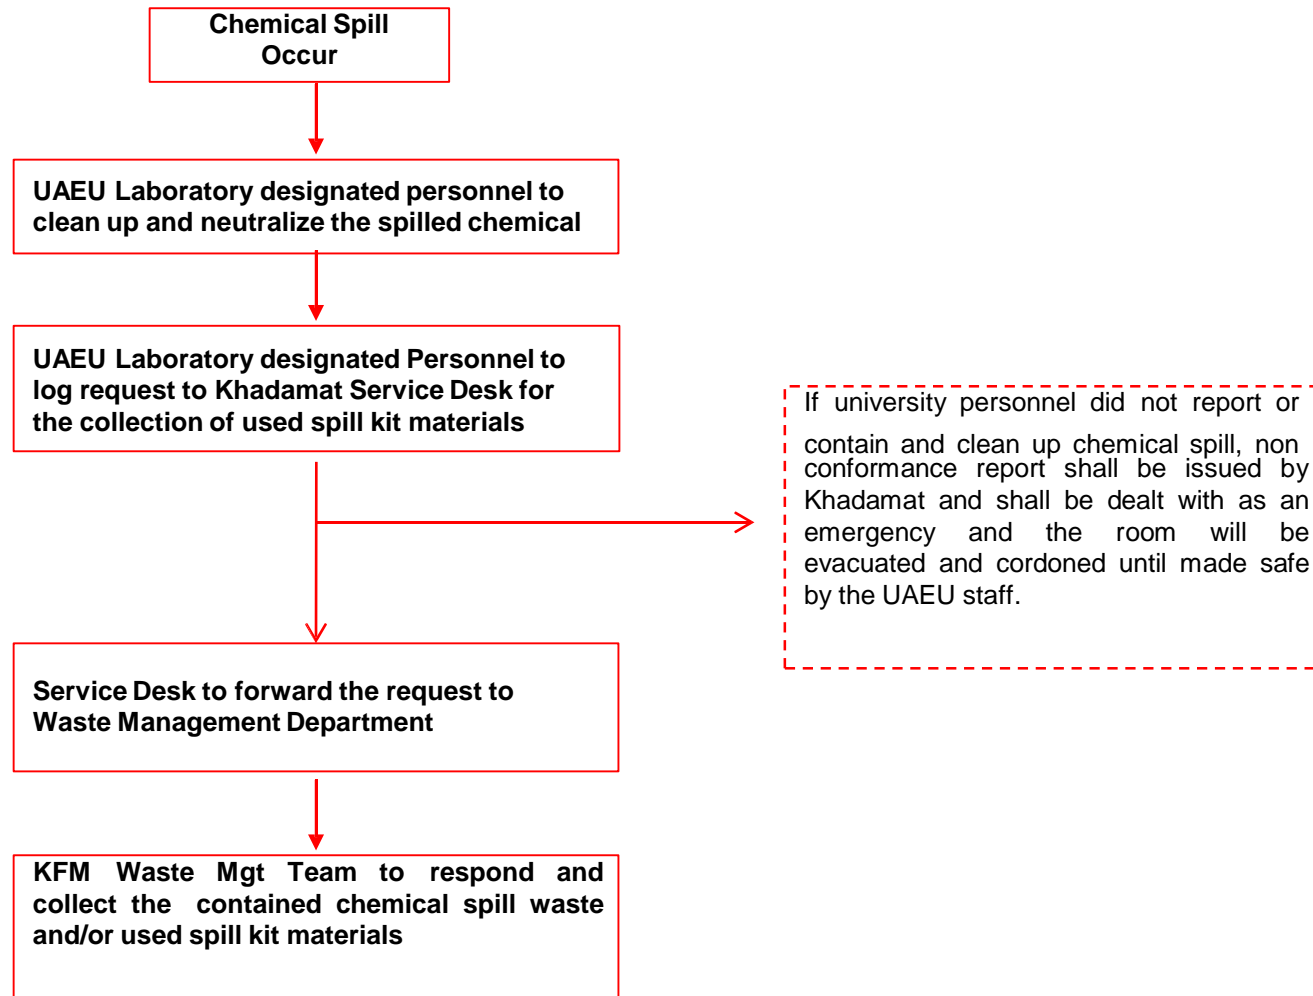 Chemical Spill
Occur
UAEU Laboratory designated personnel to
clean up and neutralize the spilled chemical
UAEU Laboratory designated Personnel to
log request to Khadamat Service Desk for
the collection of used spill kit materials
If university personnel did not report or
contain and clean up chemical spill, non
conformance report shall be issued by
Khadamat and shall be dealt with as an
emergency and the room will be
evacuated and cordoned until made safe
by the UAEU staff.
Service Desk to forward the request to
Waste Management Department
KFM Waste Mgt Team to respond and
collect the contained chemical spill waste
and/or used spill kit materials